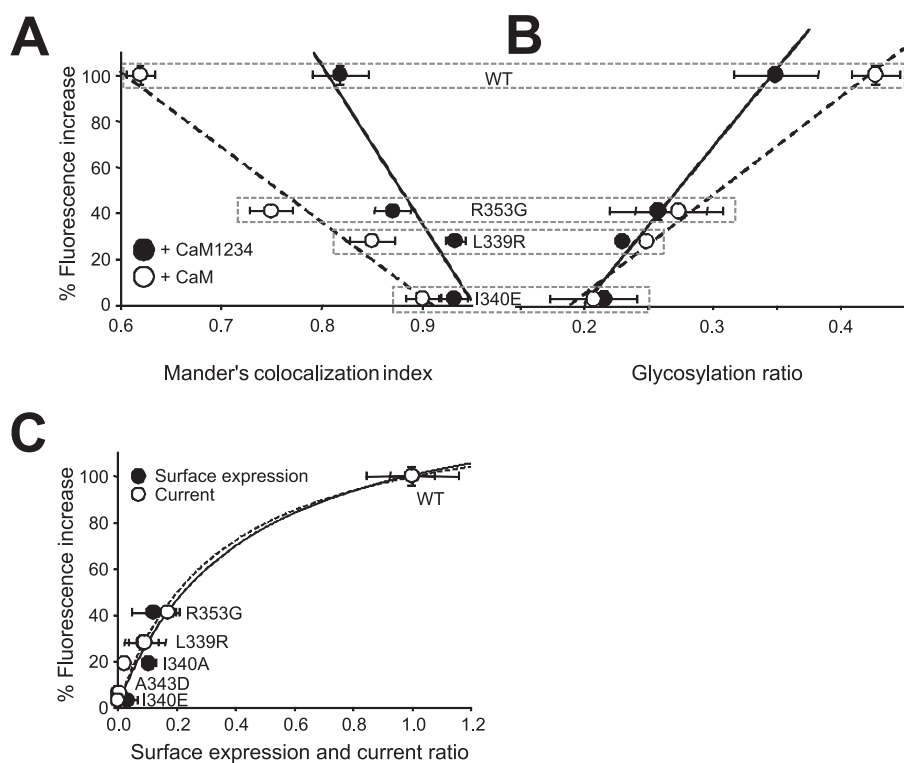 A
B
% Fluorescence increase
100
80
60
40
20
0
WT
R353G
L339R
I340E
+ CaM1234
+ CaM
0.6
0.7
0.8
0.9
0.2
0.3
0.4
Mander's colocalization index
Glycosylation ratio
C
% Fluorescence increase
100
80
60
40
20
0
Surface expression
Current
WT
R353G
L339R
I340A
A343D
I340E
0.0
0.2
0.4
0.6
0.8
1.0
1.2
Surface expression and current ratio